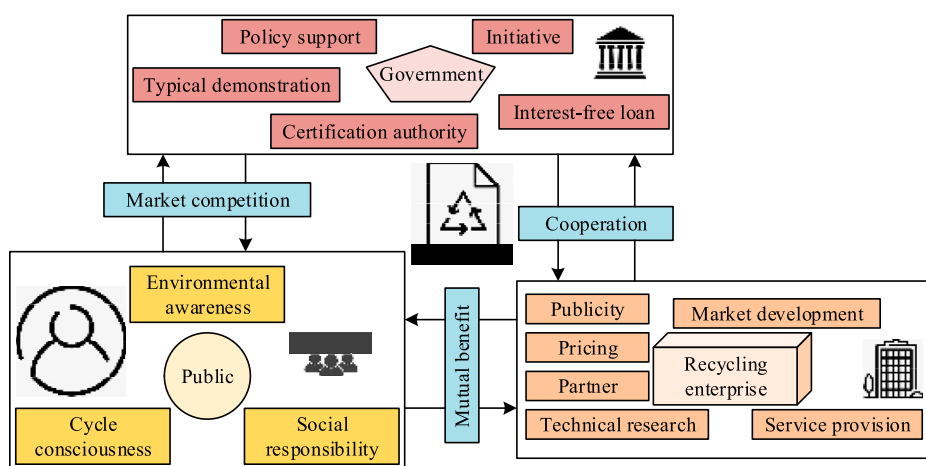 Policy support
Initiative
Government
Typical demonstration
Interest-free loan
Certification authority
Market competition
Cooperation
Environmental
awareness
Public
Cycle
consciousness
Social
responsibility
Mutual benefit
Publicity
Market development
Pricing
Recycling
enterprise
Partner
Technical research
Service provision